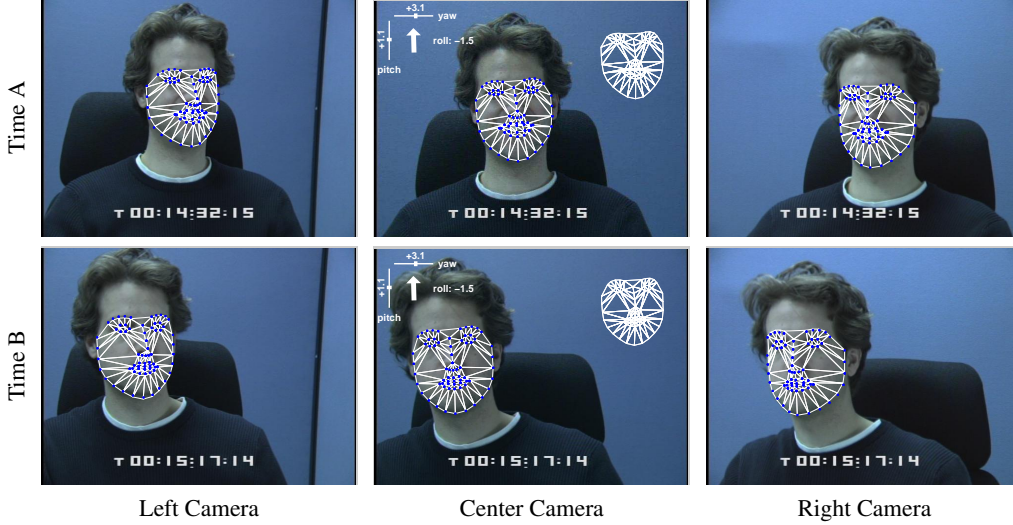 Time A
+3.1
yaw
+1.1
roll: −1.5
pitch
T 00:14:32:15
T 00:14:32:15
T 00:14:32:15
Time B
+3.1
yaw
+1.1
roll: −1.5
pitch
T 00:15:17:14
T 00:15:17:14
T 00:15:17:14
Left Camera
Center Camera
Right Camera